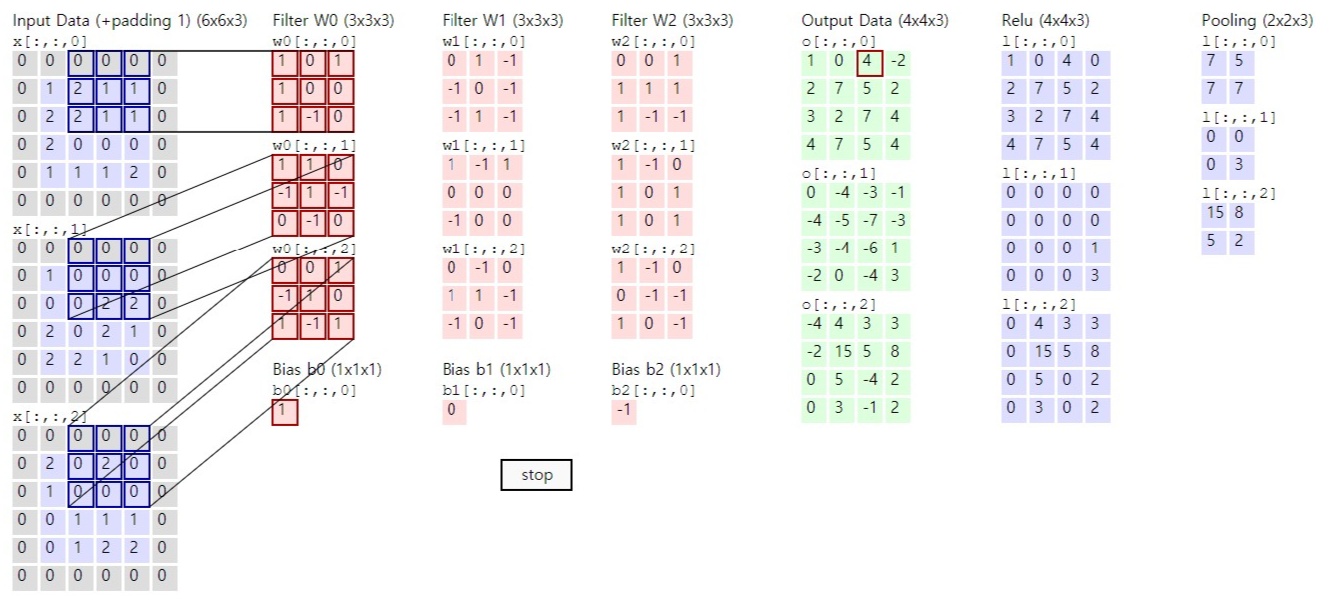 Input Data (+padding 1) (6x6x3)
x[:,:,0]
0 0 0 0 0 0
0 1 2 1 1 0
0 2 2 1 1 0
0 2 0 0 0 0
0 1 1 1 2 0
0 0 0 0 0 0
x[:,:,1]
0 0 0 0 0 0
0 1 0 0 0 0
0 0 0 2 2 0
0 2 0 2 1 0
0 2 2 1 0 0
0 0 0 0 0 0
x[:,:,2]
0 0 0 0 0 0
0 2 0 2 0 0
0 1 0 0 0 0
0 0 1 1 1 0
0 0 1 2 2 0
0 0 0 0 0 0
Filter W0 (3x3x3)
w0[:,:,0]
1 0 1
1 0 0
1 -1 0
w0[:,:,1]
1 1 0
-1 1 -1
0 -1 0
w0[:,:,2]
0 0 1
-1 1 0
1 -1 1
Bias b0 (1x1x1)
b0[:,:,0]
1
Filter W1 (3x3x3)
w1[:,:,0]
0 1 -1
-1 0 -1
-1 1 -1
w1[:,:,1]
1 -1 1
0 0 0
-1 0 0
w1[:,:,2]
0 -1 0
1 1 -1
-1 0 -1
Bias b1 (1x1x1)
b1[:,:,0]
0
Filter W2 (3x3x3)
w2[:,:,0]
0 0 1
1 1 1
1 -1 -1
w2[:,:,1]
1 -1 0
1 0 1
1 0 1
w2[:,:,2]
1 -1 0
0 -1 -1
1 0 -1
Bias b2 (1x1x1)
b2[:,:,0]
-1
stop
Output Data (4x4x3)
o[:,:,0]
1 0 4 -2
2 7 5 2
3 2 7 4
4 7 5 4
o[:,:,1]
0 -4 -3 -1
-4 -5 -7 -3
-3 -4 -6 1
-2 0 -4 3
o[:,:,2]
-4 4 3 3
-2 15 5 8
0 5 -4 2
0 3 -1 2
Relu (4x4x3)
l[:,:,0]
1 0 4 0
2 7 5 2
3 2 7 4
4 7 5 4
l[:,:,1]
0 0 0 0
0 0 0 0
0 0 0 1
0 0 0 3
l[:,:,2]
0 4 3 3
0 15 5 8
0 5 0 2
0 3 0 2
Pooling (2x2x3)
l[:,:,0]
7 5
7 7
l[:,:,1]
0 0
0 3
l[:,:,2]
15 8
5 2